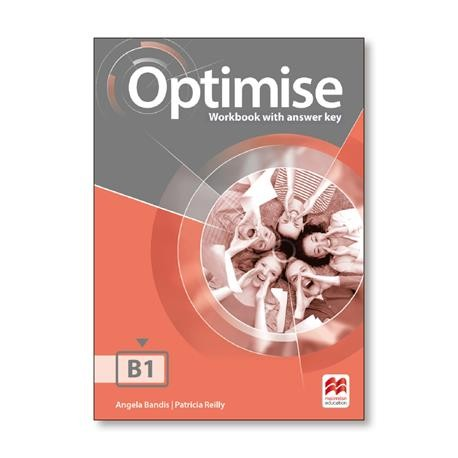 Optimise
Workbook with answer key
B1
Angela Bandis | Patricia Reilly
macmillan
education